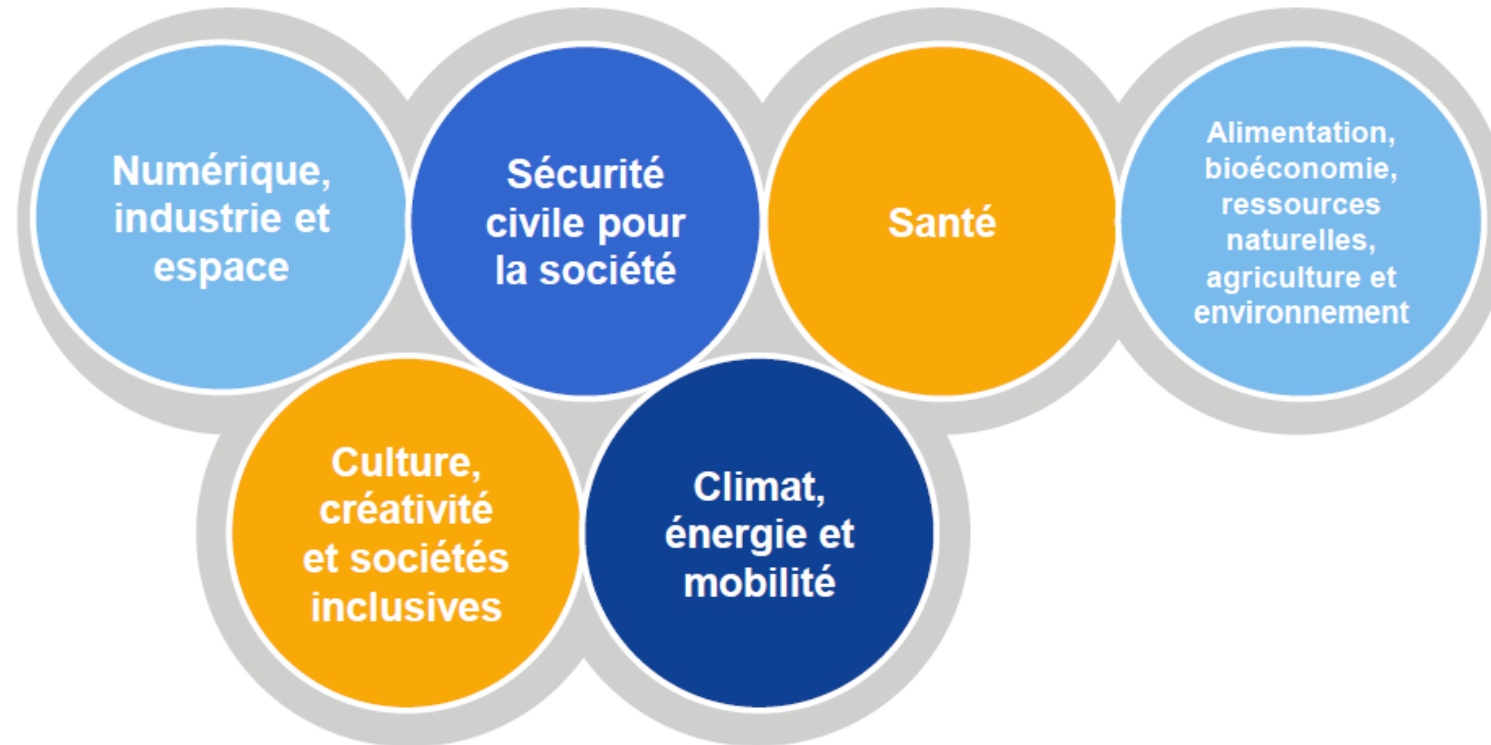 Numérique,
industrie et
espace
Sécurité
civile pour
la société
Santé
Alimentation,
bioéconomie,
ressources
naturelles,
agriculture et
environnement
Culture,
créativité
et sociétés
inclusives
Climat,
énergie et
mobilité